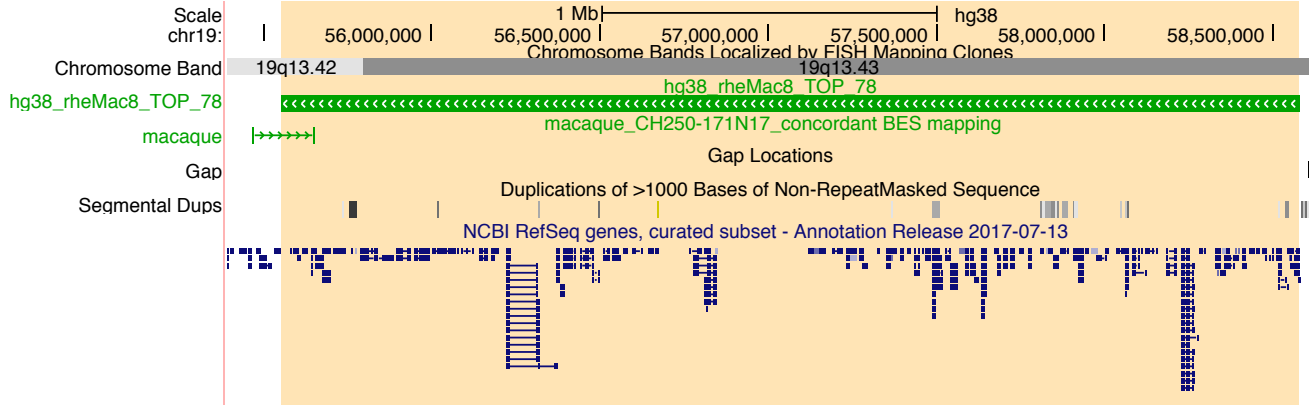 Scale 1 Mb hg38
chr19: 56,000,000 56,500,000 57,000,000 57,500,000 58,000,000 58,500,000
Chromosome Bands Localized by FISH Mapping Clones
Chromosome Band 19q13.42 19q13.43
hg38_rheMac8_TOP_78
hg38_rheMac8_TOP_78
macaque_CH250-171N17_concordant BES mapping
macaque
Gap Locations
Gap
Duplications of >1000 Bases of Non-RepeatMasked Sequence
Segmental Dups
NCBI RefSeq genes, curated subset - Annotation Release 2017-07-13